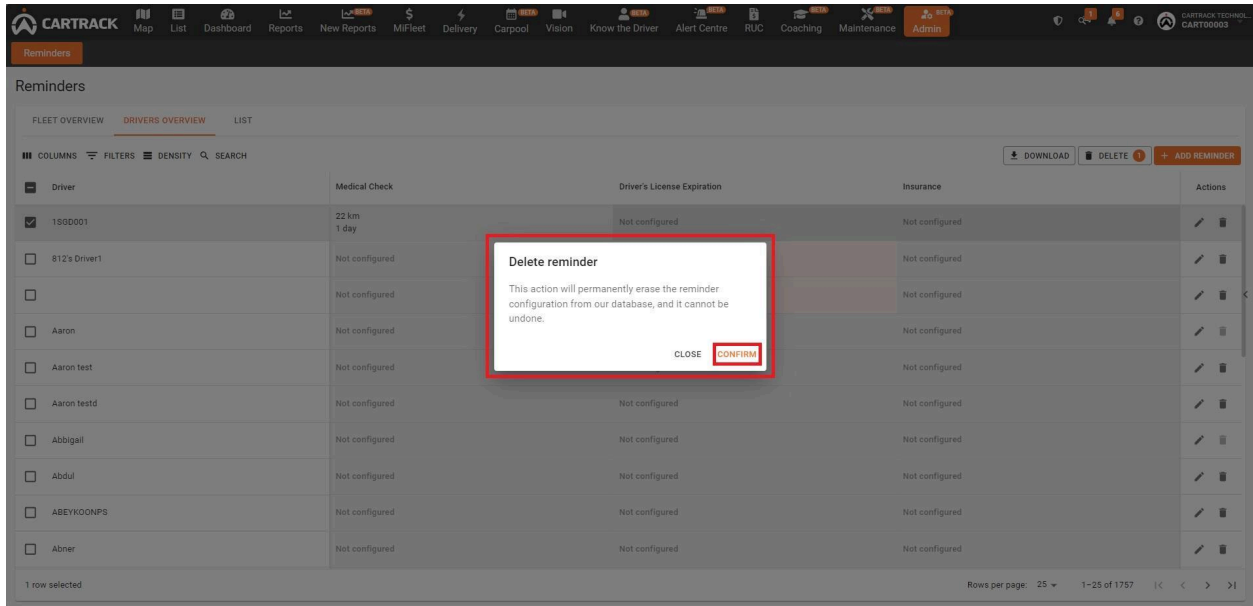 CARTRACK
Map
List
Dashboard
Reports
BETA
New Reports
MiFleet
Delivery
BETA
Carpool
Vision
BETA
Know the Driver
BETA
Alert Centre
RUC
BETA
Coaching
BETA
Maintenance
BETA
Admin
1
6
CARTRACK TECHNOL...
CART00003
Reminders
Reminders
FLEET OVERVIEW DRIVERS OVERVIEW LIST
COLUMNS FILTERS DENSITY SEARCH DOWNLOAD DELETE 1 + ADD REMINDER
Driver Medical Check Driver's License Expiration Insurance Actions
1SGD001 22 km Not configured Not configured
1 day
812's Driver1 Not configured Not configured
Not configured Not configured
Aaron Not configured Not configured
Aaron test Not configured Not configured
Aaron testd Not configured Not configured Not configured
Abbigail Not configured Not configured Not configured
Abdul Not configured Not configured Not configured
ABEYKOONPS Not configured Not configured Not configured
Abner Not configured Not configured Not configured
Delete reminder
This action will permanently erase the reminder
configuration from our database, and it cannot be
undone.
CLOSE CONFIRM
1 row selected Rows per page: 25 1–25 of 1757